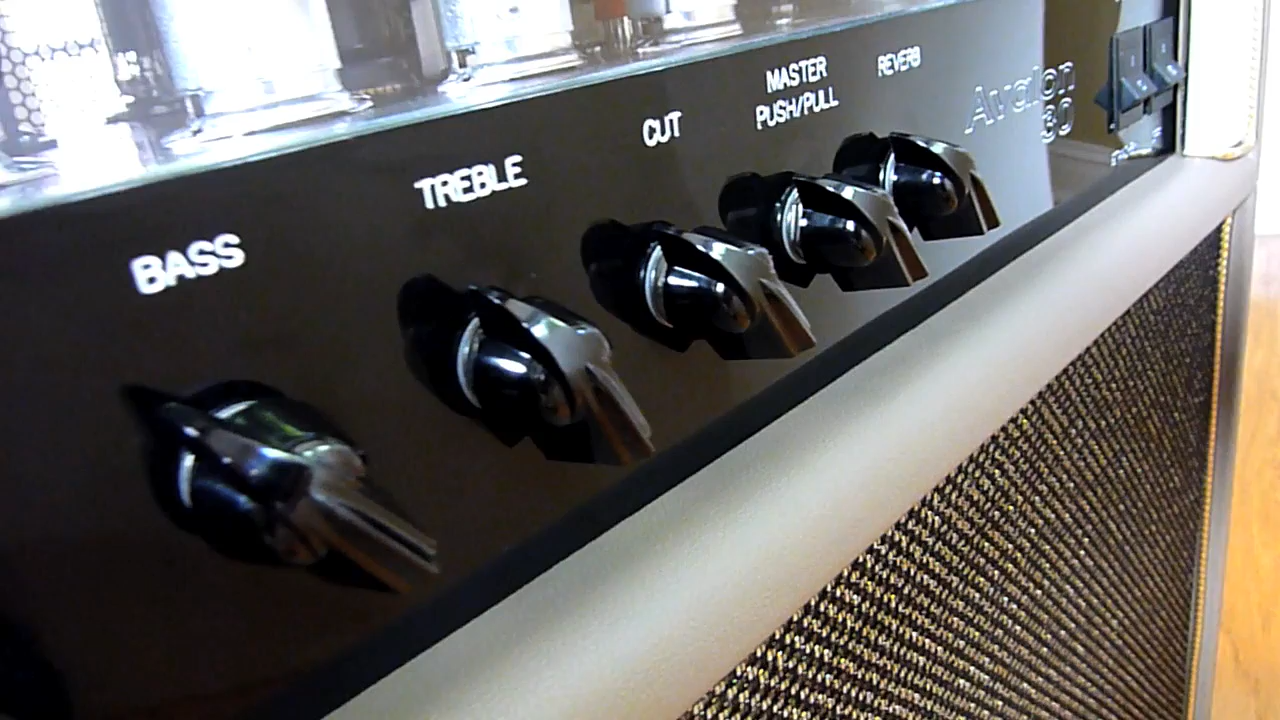 BASS
TREBLE
CUT
MASTER
PUSH/PULL
REVERB
Avalon
30